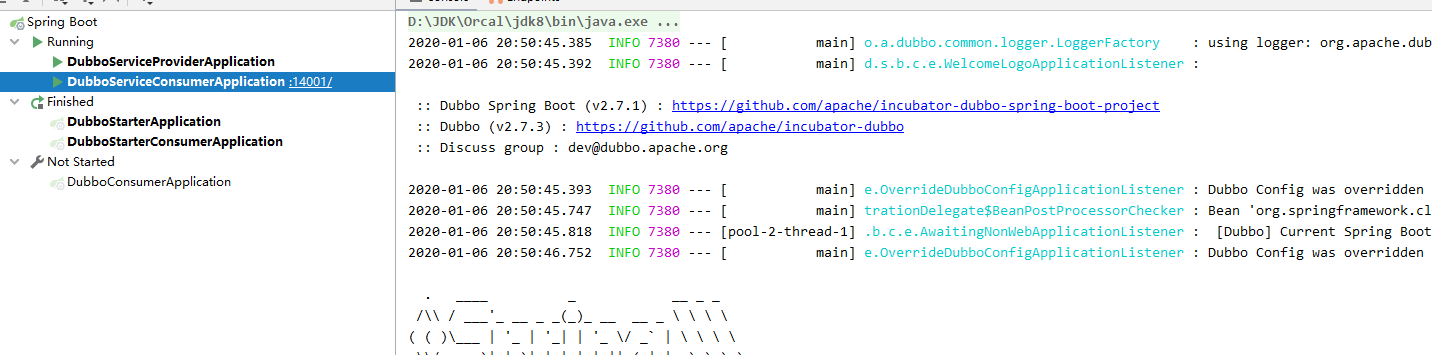 Spring Boot
Running
DubboServiceProviderApplication
DubboServiceConsumerApplication :14001/
Finished
DubboStarterApplication
DubboStarterConsumerApplication
Not Started
DubboConsumerApplication
D:\JDK\Orcal\jdk8\bin\java.exe ...
2020-01-06 20:50:45.385  INFO 7380 --- [           main] o.a.dubbo.common.logger.LoggerFactory    : using logger: org.apache.dub
2020-01-06 20:50:45.392  INFO 7380 --- [           main] d.s.b.c.e.WelcomeLogoApplicationListener :
:: Dubbo Spring Boot (v2.7.1) : https://github.com/apache/incubator-dubbo-spring-boot-project
:: Dubbo (v2.7.3) : https://github.com/apache/incubator-dubbo
:: Discuss group : dev@dubbo.apache.org
2020-01-06 20:50:45.393  INFO 7380 --- [           main] e.OverrideDubboConfigApplicationListener : Dubbo Config was overridden
2020-01-06 20:50:45.747  INFO 7380 --- [           main] trationDelegate$BeanPostProcessorChecker : Bean 'org.springframework.cl
2020-01-06 20:50:45.818  INFO 7380 --- [pool-2-thread-1] .b.c.e.AwaitingNonWebApplicationListener :  [Dubbo] Current Spring Boot
2020-01-06 20:50:46.752  INFO 7380 --- [           main] e.OverrideDubboConfigApplicationListener : Dubbo Config was overridden